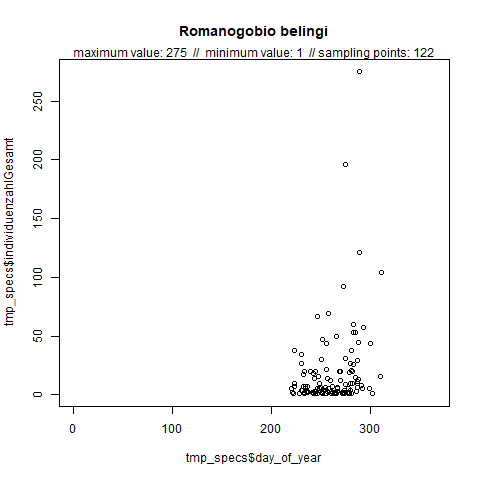 Romanogobio belingi
maximum value: 275  //  minimum value: 1  // sampling points: 122
tmp_specs$individuenzahlGesamt
250
200
150
100
50
0
0
100
200
300
tmp_specs$day_of_year